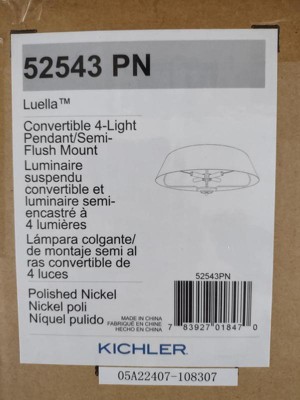 52543 PN
Luella™
Convertible 4-Light
Pendant/Semi-
Flush Mount
Luminaire
suspendu
convertible et
luminaire semi-
encastré à
4 lumières
Lámpara colgante/
de montaje semi al
ras convertible de
4 luces
Polished Nickel
Nickel poli
Níquel pulido
MADE IN CHINA
FABRIQUÉ EN CHINE
HECHO EN CHINA
52543PN
7 83927 01847 0
KICHLER
05A22407-108307